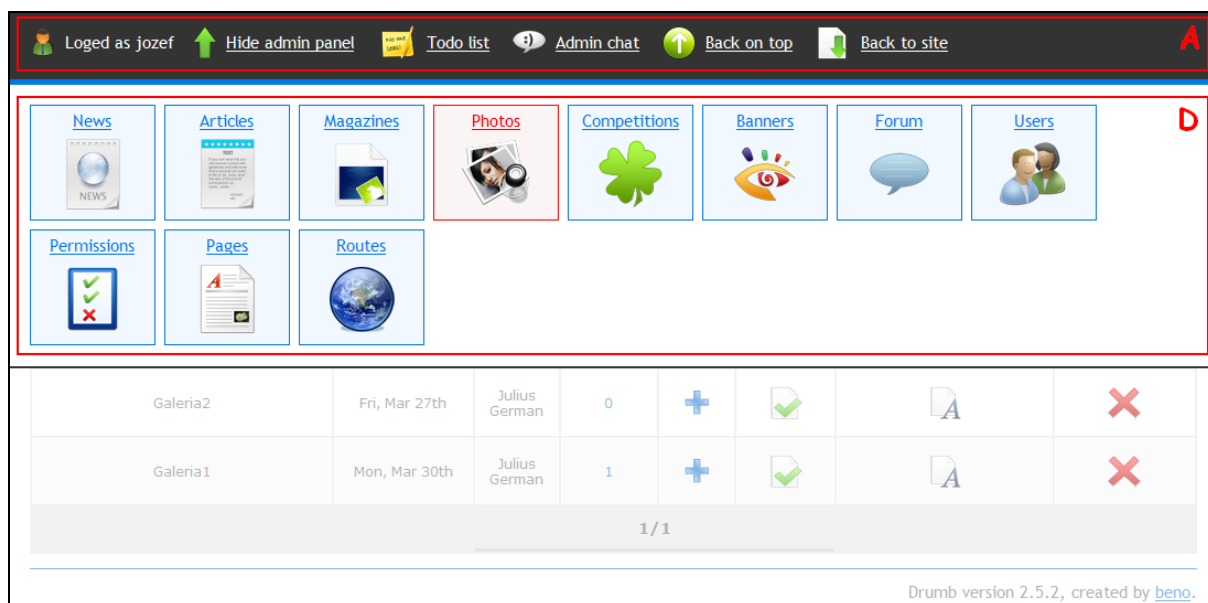 Loged as jozef Hide admin panel Todo list Admin chat Back on top Back to site A
News Articles Magazines Photos Competitions Banners Forum Users D
NEWS TEXT
Permissions Pages Routes
A
Galeria2 Fri, Mar 27th Julius German 0 A
Galeria1 Mon, Mar 30th Julius German 1 A
1/1
Drumb version 2.5.2, created by beno.